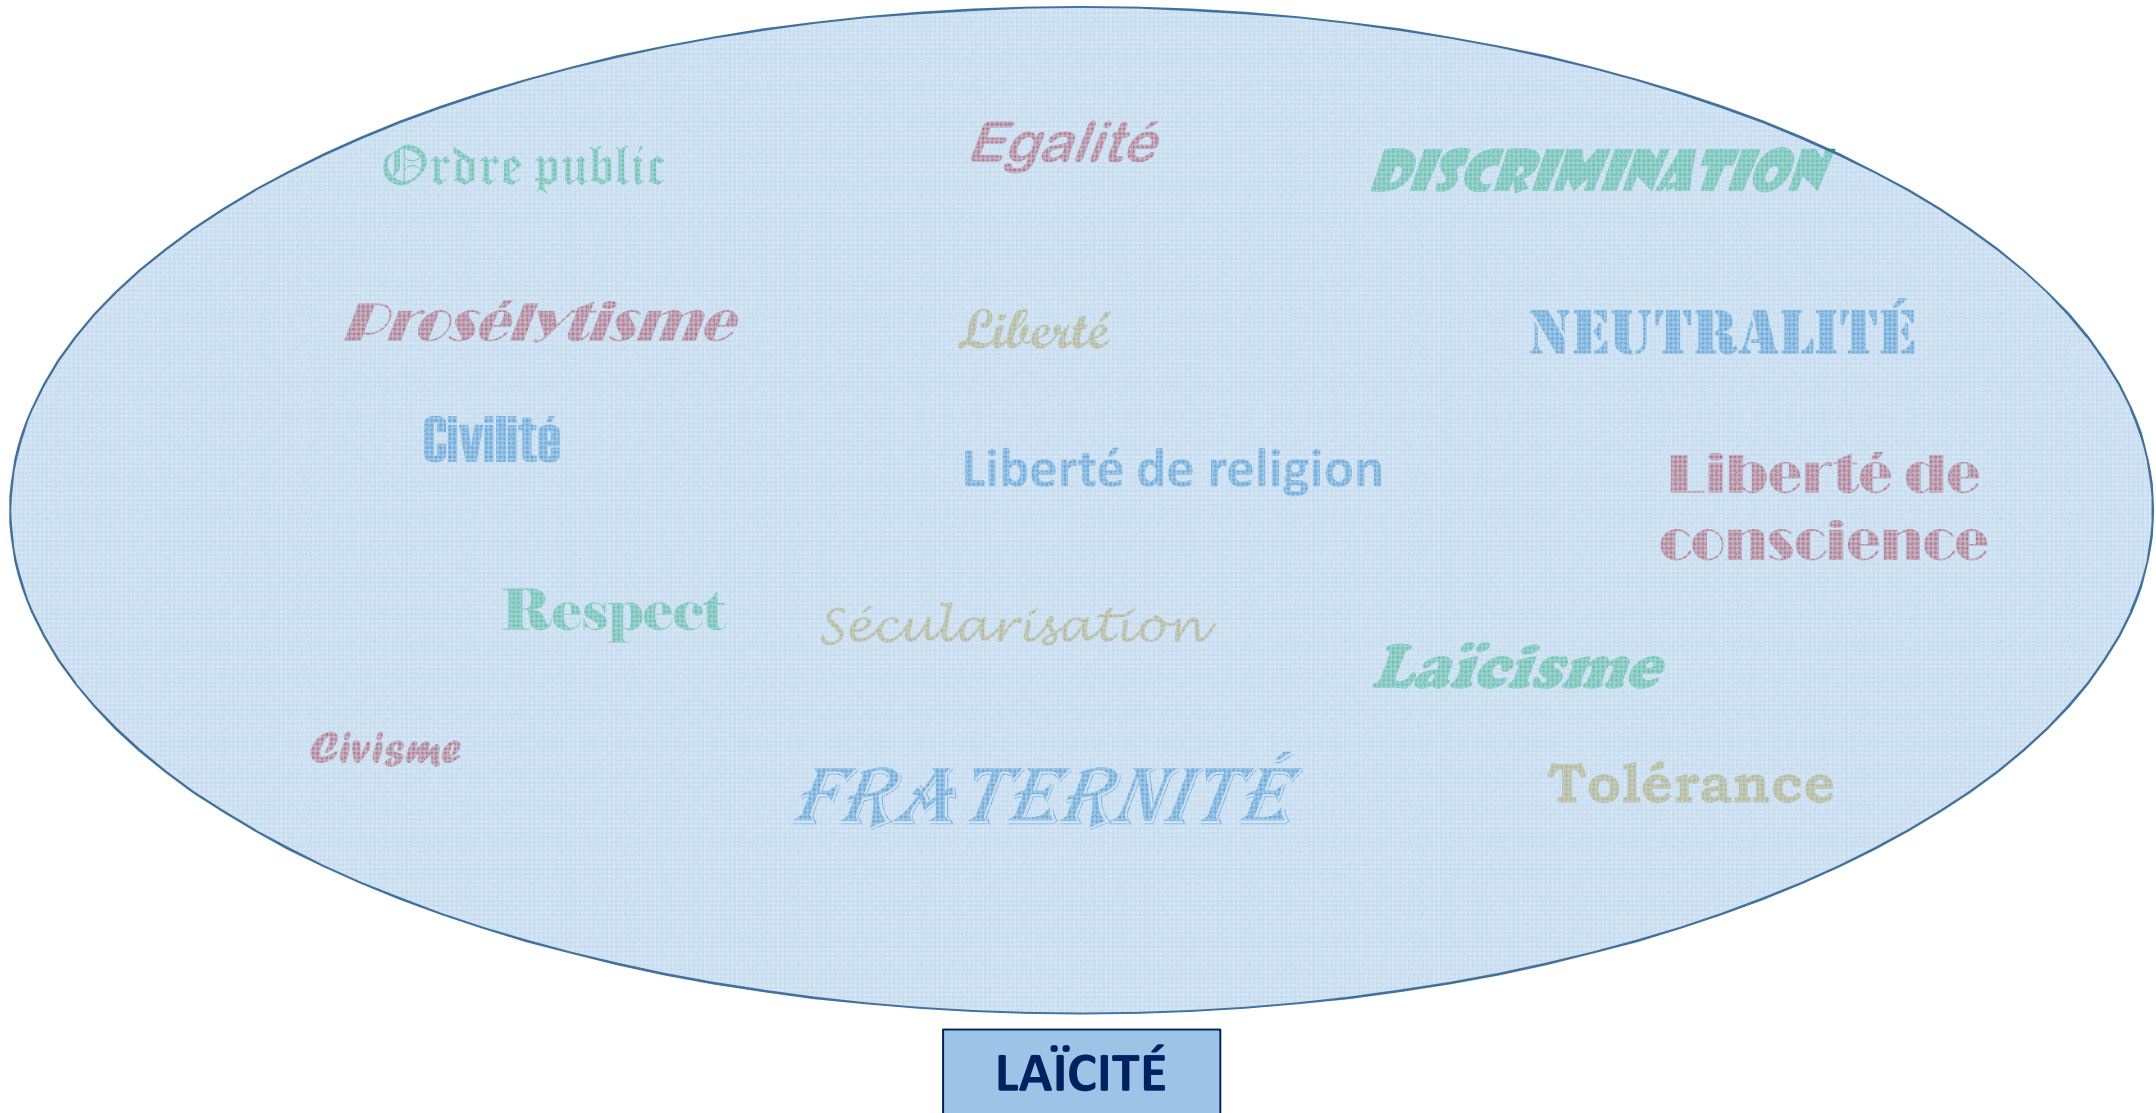 Ordre public
Egalité
DISCRIMINATION
Prosélytisme
Liberté
NEUTRALITÉ
Civilité
Liberté de religion
Liberté de
conscience
Respect
Sécularisation
Laïcisme
Civisme
FRATERNITÉ
Tolérance
LAÏCITÉ